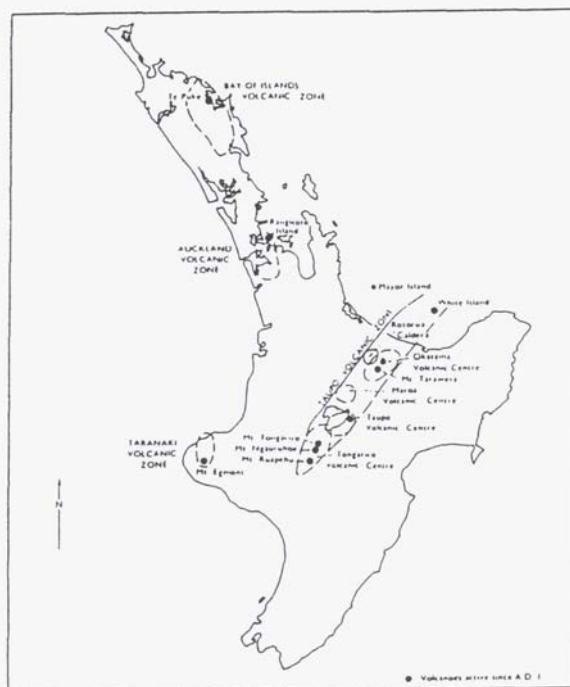 Te Puke
BAY OF ISLANDS
VOLCANIC ZONE
Rangitoto
Island
AUCKLAND
VOLCANIC
ZONE
Mayor Island
White Island
TAUPO VOLCANIC ZONE
Rotorua
Caldera
Okataina
Volcanic Centre
Mt Tarawera
Maroa
Volcanic Centre
Taupo
Volcanic Centre
TARANAKI
VOLCANIC
ZONE
Mt Egmont
Mt Tongariro
Mt Ngauruhoe
Mt Ruapehu
Tongariro
Volcanic Centre
N
Volcanoes active since A D 1